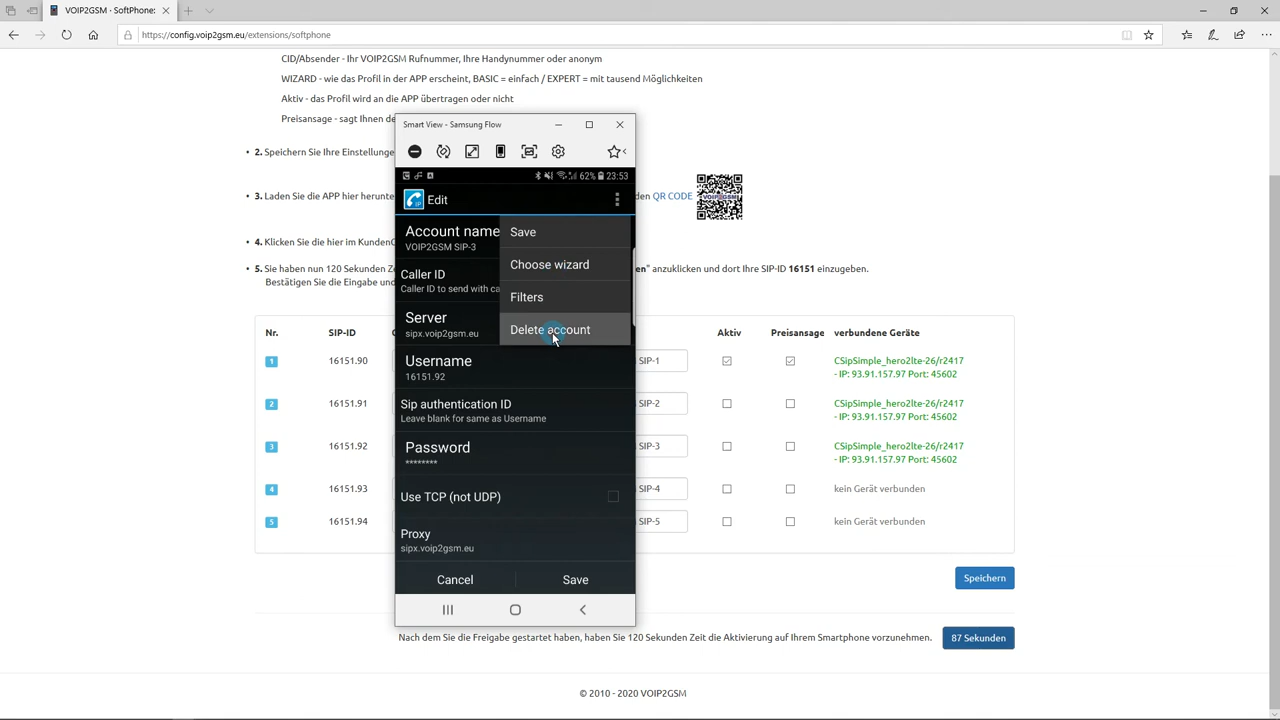 VOIP2GSM - SoftPhone:
https://config.voip2gsm.eu/extensions/softphone
CID/Absender - Ihr VOIP2GSM Rufnummer, Ihre Handynummer oder anonym
WIZARD - wie das Profil in der APP erscheint, BASIC = einfach / EXPERT = mit tausend Möglichkeiten
Aktiv - das Profil wird an die APP übertragen oder nicht
Preisansage - sagt Ihnen de
2. Speichern Sie Ihre Einstellunge
3. Laden Sie die APP hier herunte
den QR CODE
VOIP2GSM
4. Klicken Sie die hier im KundenC
5. Sie haben nun 120 Sekunden Ze
en" anzuklicken und dort Ihre SIP-ID 16151 einzugeben.
Bestätigen Sie die Eingabe und
Smart View - Samsung Flow
62% 23:53
Edit
Account name
VOIP2GSM SIP-3
Caller ID
Caller ID to send with ca
Server
sipx.voip2gsm.eu
Username
16151.92
Sip authentication ID
Leave blank for same as Username
Password
********
Use TCP (not UDP)
Proxy
sipx.voip2gsm.eu
Cancel Save
Save
Choose wizard
Filters
Delete account
Nr. SIP-ID Aktiv Preisansage verbundene Geräte
1 16151.90 SIP-1 CSipSimple_hero2lte-26/r2417
- IP: 93.91.157.97 Port: 45602
2 16151.91 SIP-2 CSipSimple_hero2lte-26/r2417
- IP: 93.91.157.97 Port: 45602
3 16151.92 SIP-3 CSipSimple_hero2lte-26/r2417
- IP: 93.91.157.97 Port: 45602
4 16151.93 SIP-4 kein Gerät verbunden
5 16151.94 SIP-5 kein Gerät verbunden
Speichern
Nach dem Sie die Freigabe gestartet haben, haben Sie 120 Sekunden Zeit die Aktivierung auf Ihrem Smartphone vorzunehmen. 87 Sekunden
© 2010 - 2020 VOIP2GSM